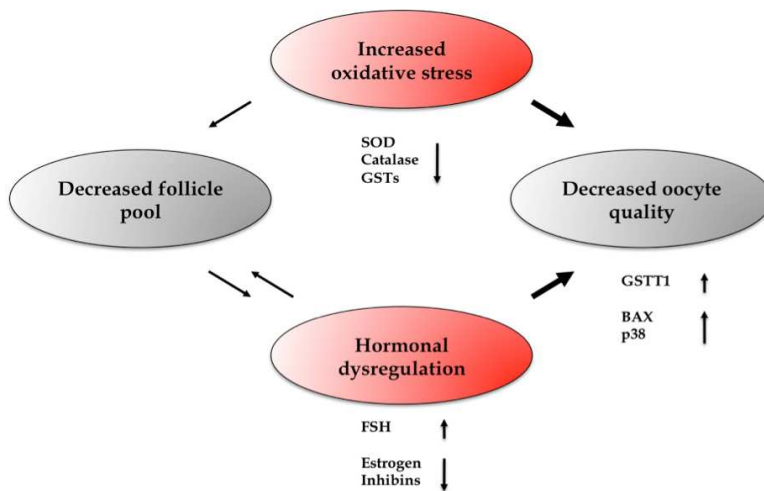 Increased
oxidative stress
SOD
Catalase
GSTs
Decreased follicle
pool
Decreased oocyte
quality
GSTT1
BAX
p38
Hormonal
dysregulation
FSH
Estrogen
Inhibins